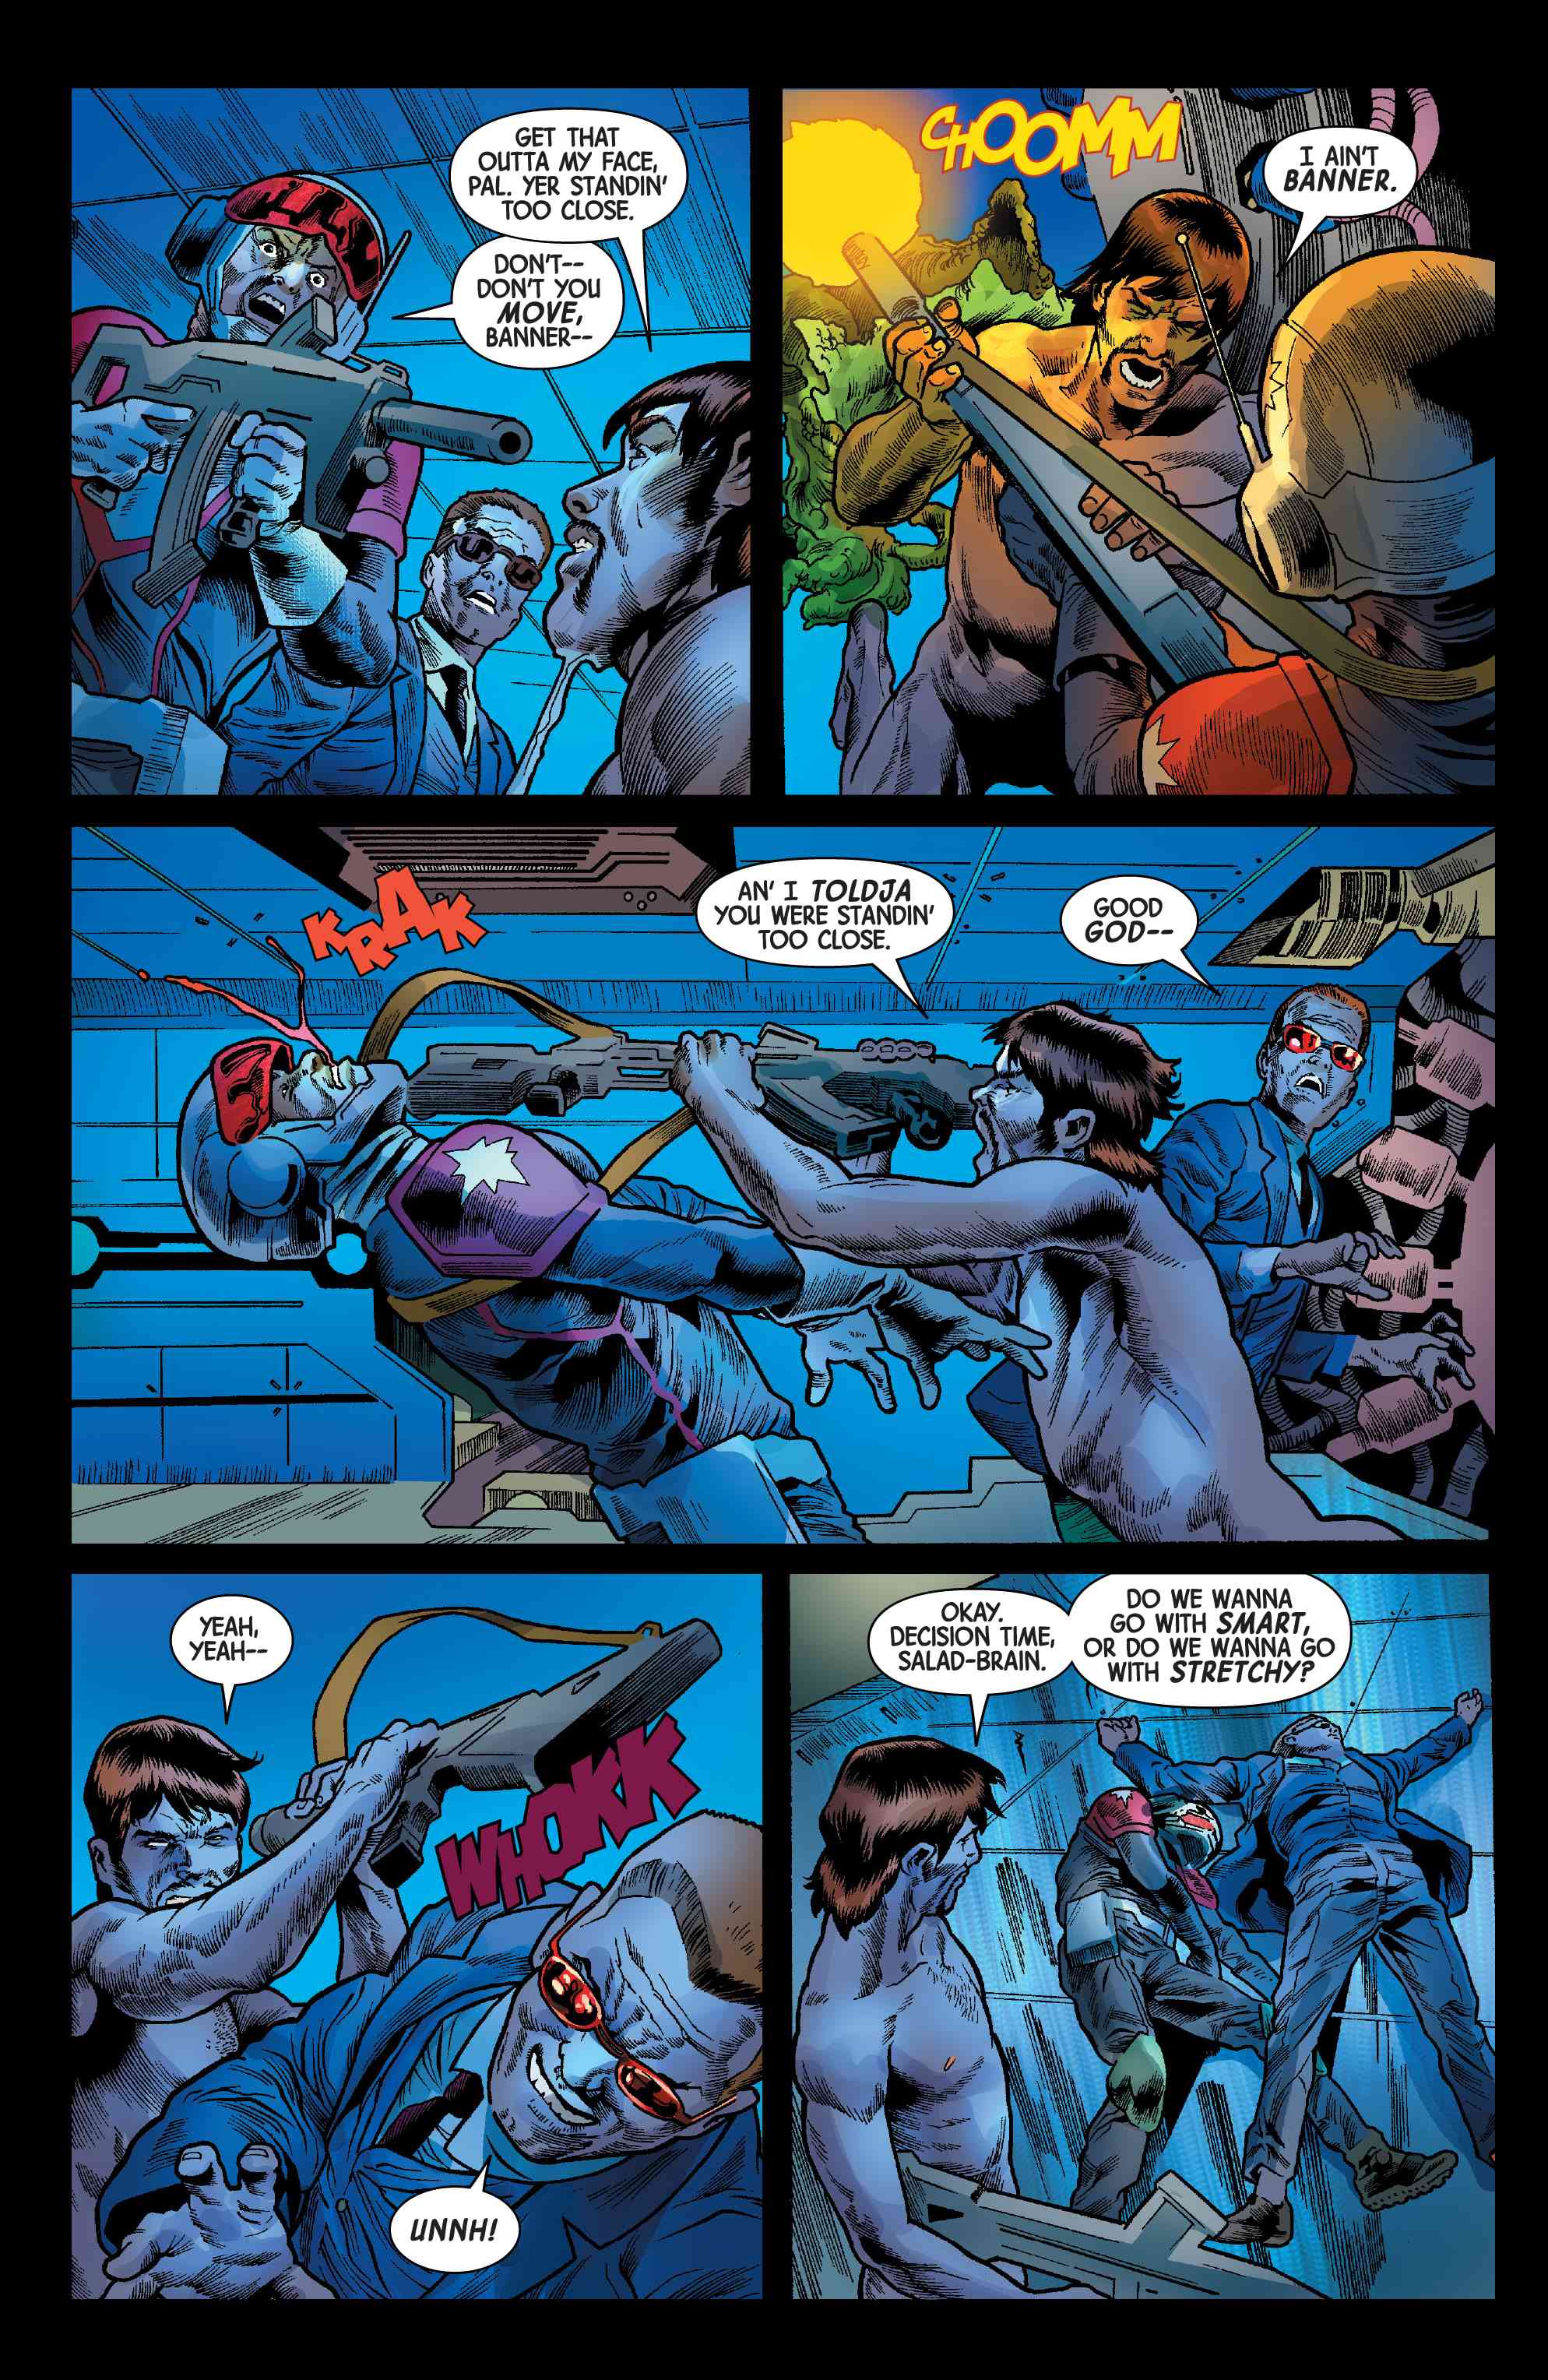 GET THAT
OUTTA MY FACE,
PAL. YER STANDIN'
TOO CLOSE.
DON'T--
DON'T YOU
MOVE,
BANNER--
CHOOMM
I AIN'T
BANNER.
KRAK
AN' I TOLDJA
YOU WERE STANDIN'
TOO CLOSE.
GOOD
GOD--
YEAH,
YEAH--
WHOKK
UNNH!
OKAY.
DECISION TIME,
SALAD-BRAIN.
DO WE WANNA
GO WITH SMART,
OR DO WE WANNA GO
WITH STRETCHY?